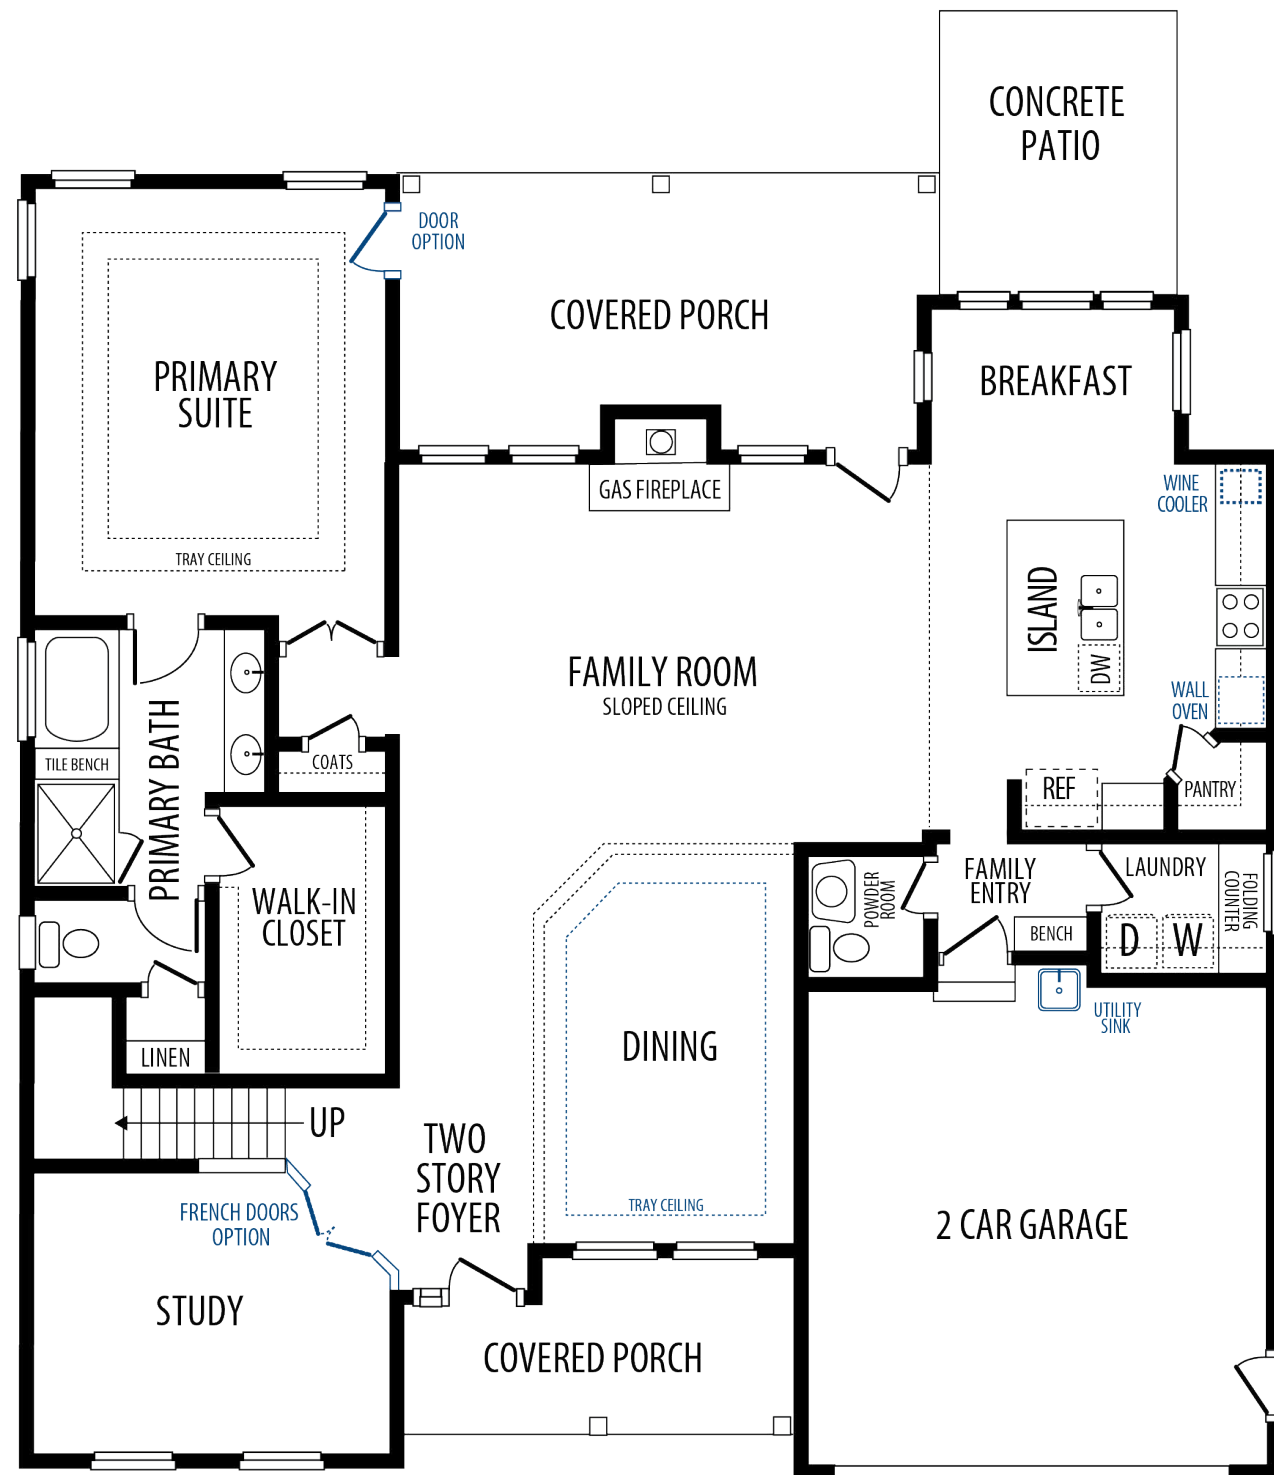 CONCRETE
PATIO
DOOR
OPTION
COVERED PORCH
PRIMARY
SUITE
BREAKFAST
TRAY CEILING
GAS FIREPLACE
WINE
COOLER
ISLAND
DW
FAMILY ROOM
SLOPED CEILING
WALL
OVEN
PRIMARY BATH
TILE BENCH
COATS
REF
PANTRY
WALK-IN
CLOSET
POWDER
ROOM
FAMILY
ENTRY
LAUNDRY
FOLDING
COUNTER
BENCH
D
W
UTILITY
SINK
LINEN
DINING
TRAY CEILING
UP
TWO
STORY
FOYER
FRENCH DOORS
OPTION
2 CAR GARAGE
STUDY
COVERED PORCH